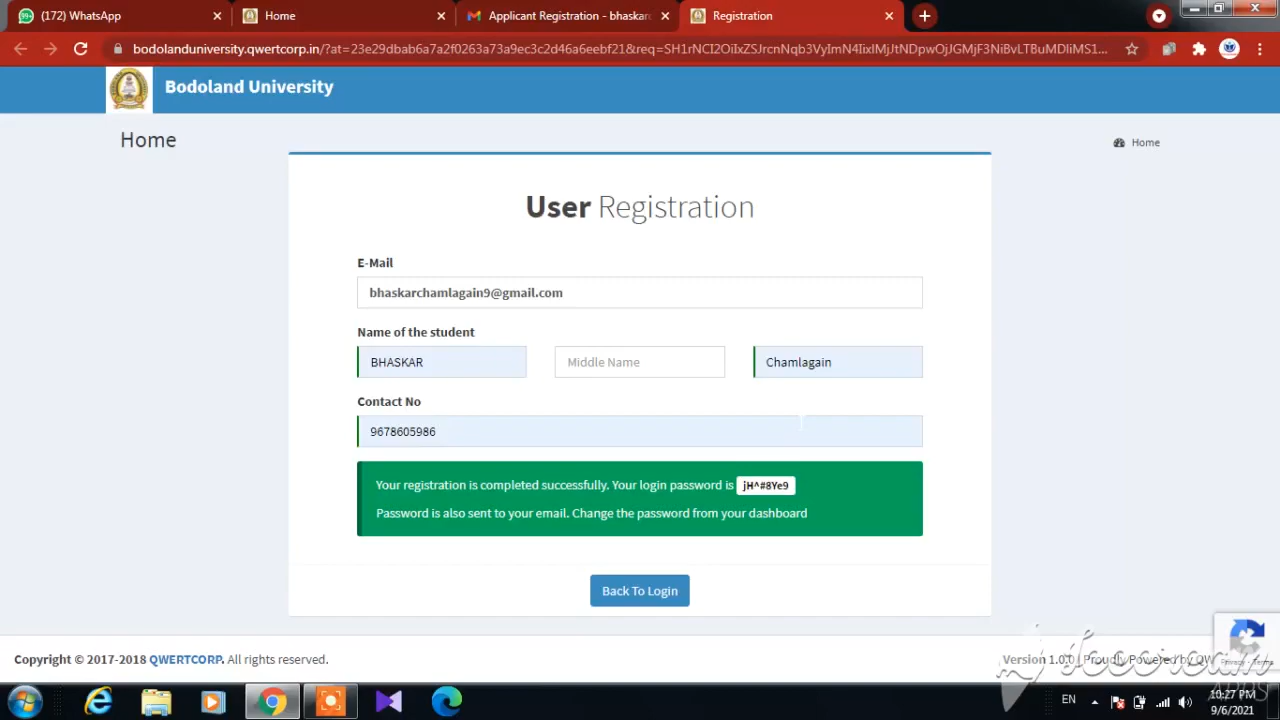 (172) WhatsApp
Home
Applicant Registration - bhaskar
Registration
bodolanduniversity.qwertcorp.in/?at=23e29dbab6a7a2f0263a73a9ec3c2d46a6eebf21&req=
Bodoland University
Home
Home
User Registration
E-Mail
bhaskarchamlagain9@gmail.com
Name of the student
BHASKAR Middle Name Chamlagain
Contact No
9678605986
Your registration is completed successfully. Your login password is jH^#8Ye9
Password is also sent to your email. Change the password from your dashboard
Back To Login
Copyright © 2017-2018 QWERTCORP. All rights reserved.
Version 1.0.0 | Proudly Powered by QW
Privacy - Terms
APPS
EN
10:27 PM
9/6/2021